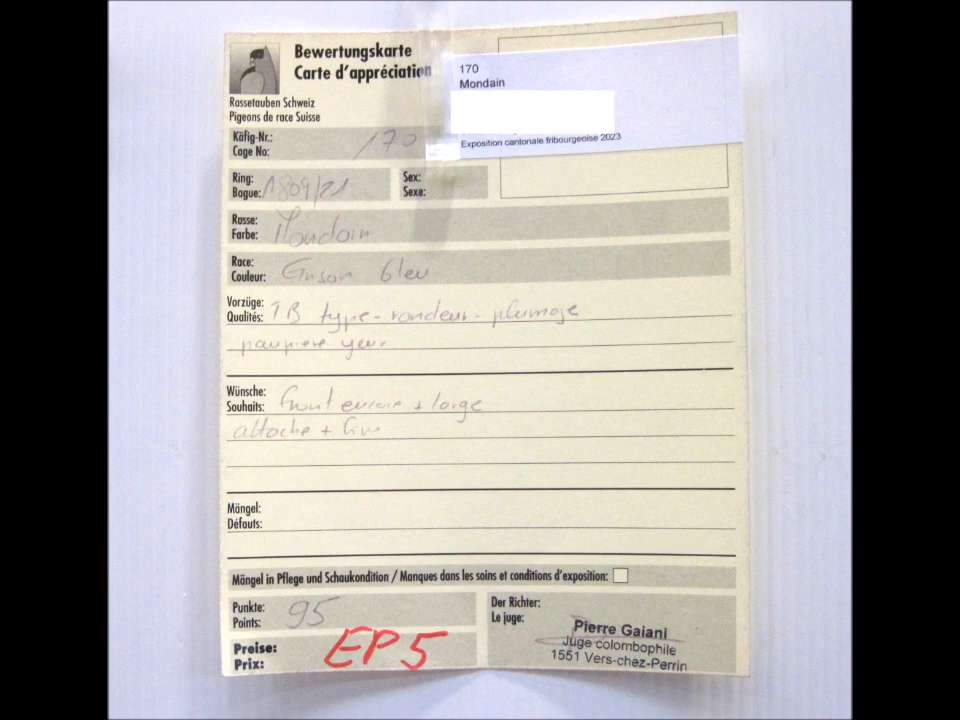 Bewertungskarte
Carte d'appréciation
Rassetauben Schweiz
Pigeons de race Suisse
170
Mondain
Exposition cantonale fribourgeoise 2023
Käfig-Nr.:
Cage No: 170
Ring:
Bague: 1809/21
Sex:
Sexe:
Rasse:
Farbe: Mondain
Race:
Couleur: Grison bleu
Vorzüge:
Qualités: TB type - rondeur - plumage
paupière yeux
Wünsche:
Souhaits: front encore + large
attache +
Mängel:
Défauts:
Mängel in Pflege und Schaukondition / Manques dans les soins et conditions d'exposition:
Punkte:
Points: 95
Preise:
Prix: EP5
Der Richter:
Le juge:
Pierre Gaiani
Juge colombophile
1551 Vers-chez-Perrin